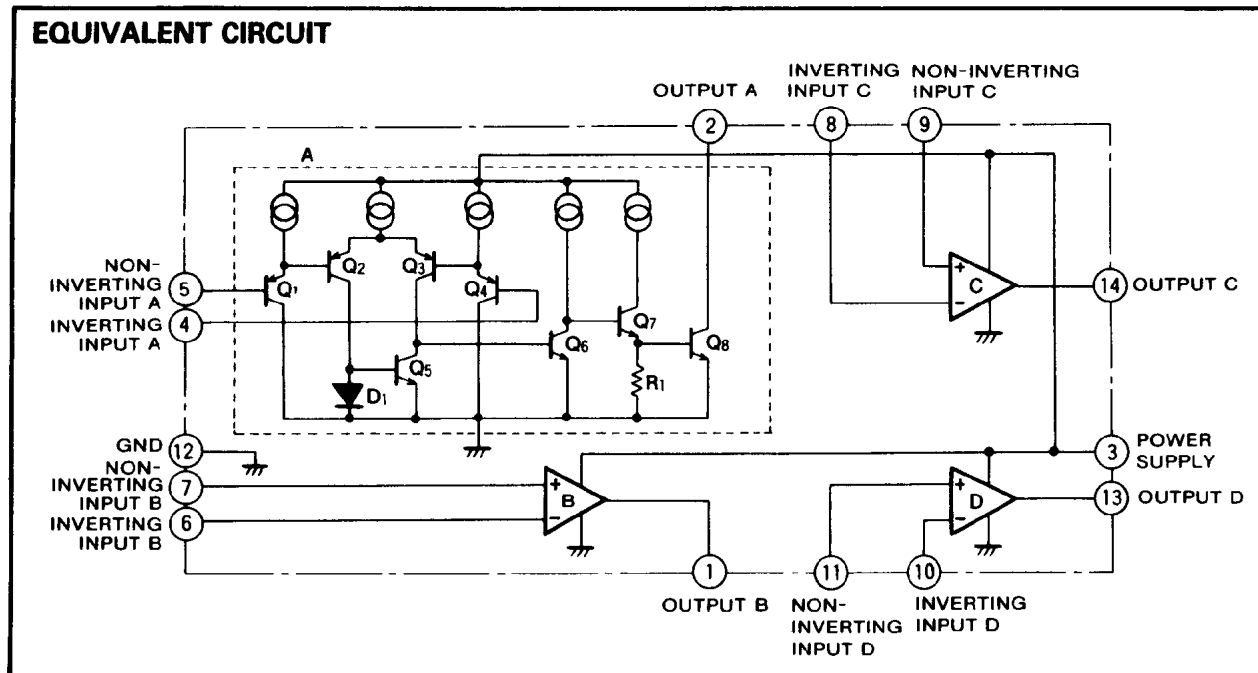 EQUIVALENT CIRCUIT
OUTPUT A
INVERTING
INPUT C
NON-INVERTING
INPUT C
2
8
9
A
Q1
Q2
Q3
Q4
Q5
Q6
Q7
Q8
D1
R1
NON-
INVERTING
INPUT A
5
INVERTING
INPUT A
4
+
C
−
14
OUTPUT C
GND
12
NON-
INVERTING
INPUT B
7
INVERTING
INPUT B
6
+
B
−
3
POWER
SUPPLY
+
D
−
13
OUTPUT D
1
OUTPUT B
11
NON-
INVERTING
INPUT D
10
INVERTING
INPUT D